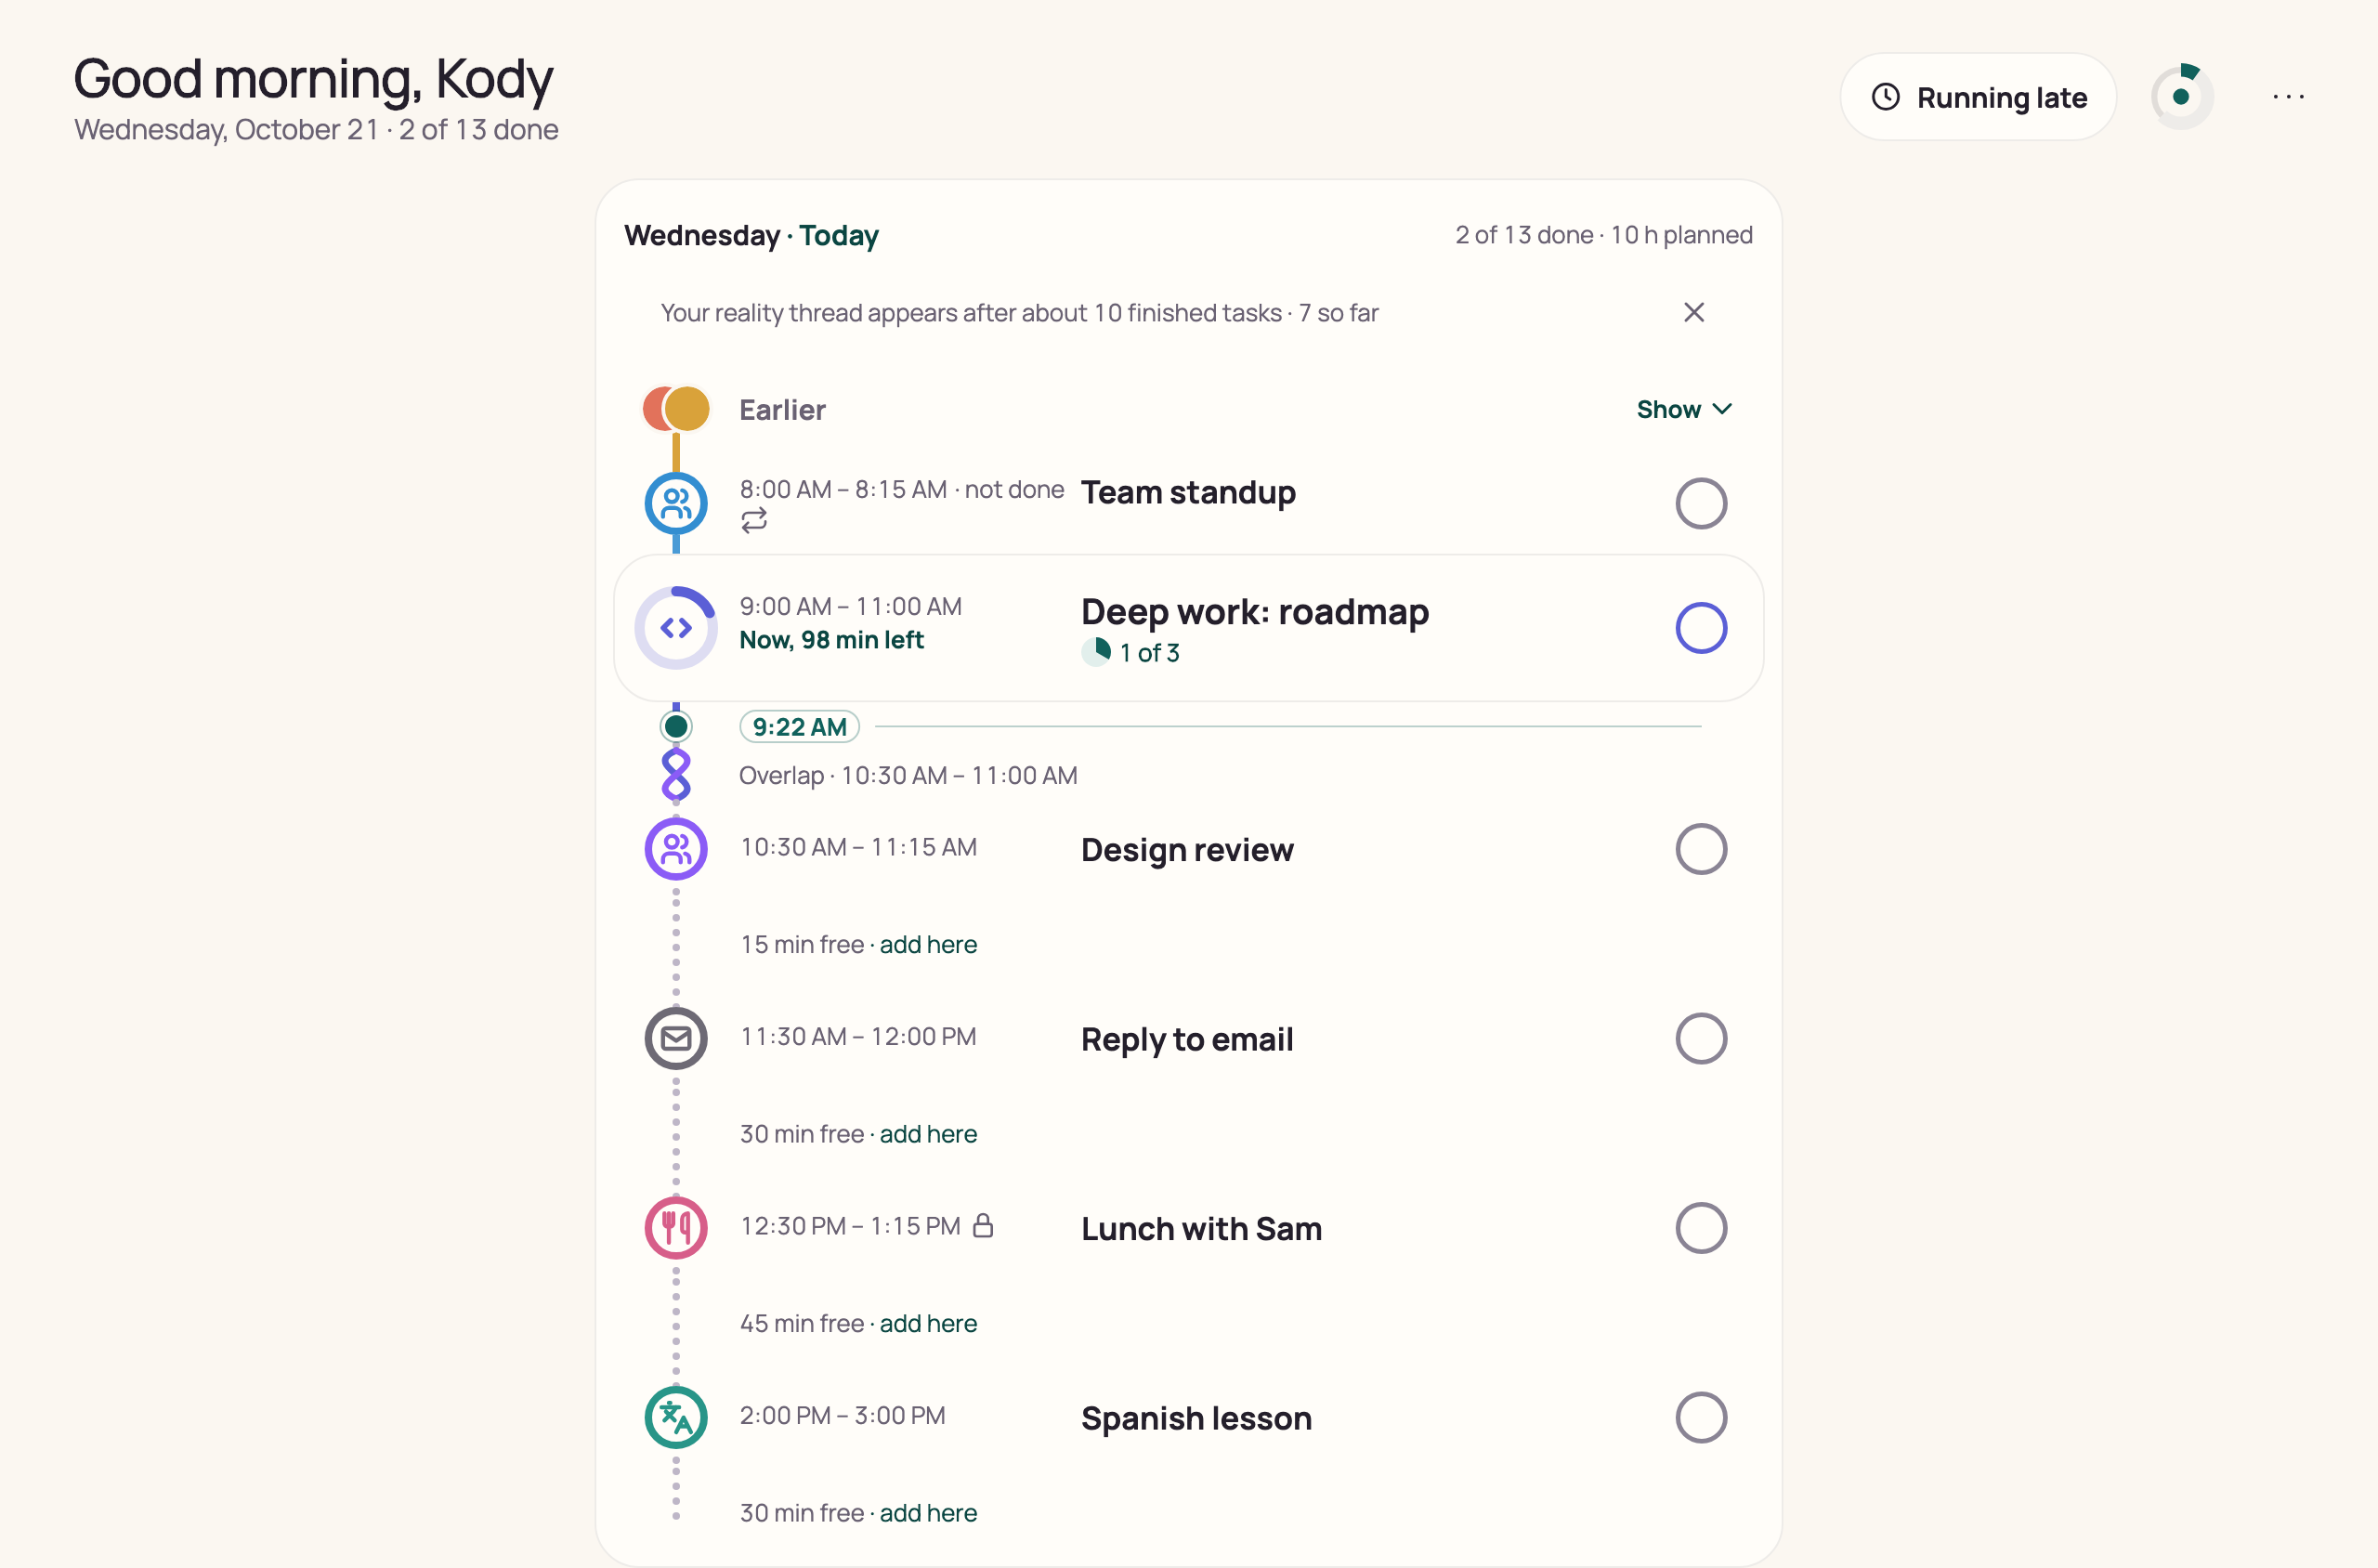 Good morning, Kody
Wednesday, October 21 · 2 of 13 done
Running late
Wednesday · Today
2 of 13 done · 10 h planned
Your reality thread appears after about 10 finished tasks · 7 so far
Earlier
Show
8:00 AM – 8:15 AM · not done
Team standup
9:00 AM – 11:00 AM
Deep work: roadmap
Now, 98 min left
1 of 3
9:22 AM
Overlap · 10:30 AM – 11:00 AM
10:30 AM – 11:15 AM
Design review
15 min free · add here
11:30 AM – 12:00 PM
Reply to email
30 min free · add here
12:30 PM – 1:15 PM
Lunch with Sam
45 min free · add here
2:00 PM – 3:00 PM
Spanish lesson
30 min free · add here